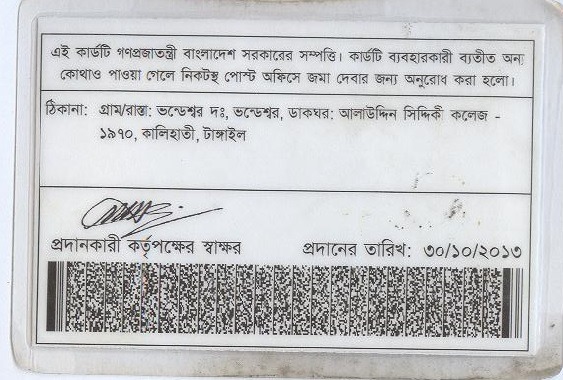 এই কার্ডটি গণপ্রজাতন্ত্রী বাংলাদেশ সরকারের সম্পত্তি। কার্ডটি ব্যবহারকারী ব্যতীত অন্য
কোথাও পাওয়া গেলে নিকটস্থ পোস্ট অফিসে জমা দেবার জন্য অনুরোধ করা হলো।
ঠিকানা: গ্রাম/রাস্তা: ভন্ডেশ্বর দঃ, ভন্ডেশ্বর, ডাকঘর: আলাউদ্দিন সিদ্দিকী কলেজ -
১৯৭০, কালিহাতী, টাঙ্গাইল
প্রদানকারী কর্তৃপক্ষের স্বাক্ষর প্রদানের তারিখ: ৩০/১০/২০১৩